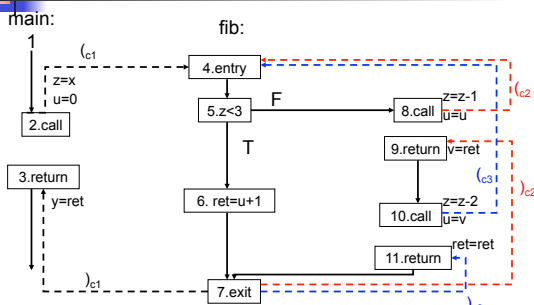 main:
fib:
1
(c1
4.entry
(c2
z=x
u=0
2.call
5.z<3
F
8.call
z=z-1
u=u
T
9.return
v=ret
3.return
y=ret
(c3
)c2
6. ret=u+1
10.call
z=z-2
u=v
11.return
ret=ret
)c1
7.exit